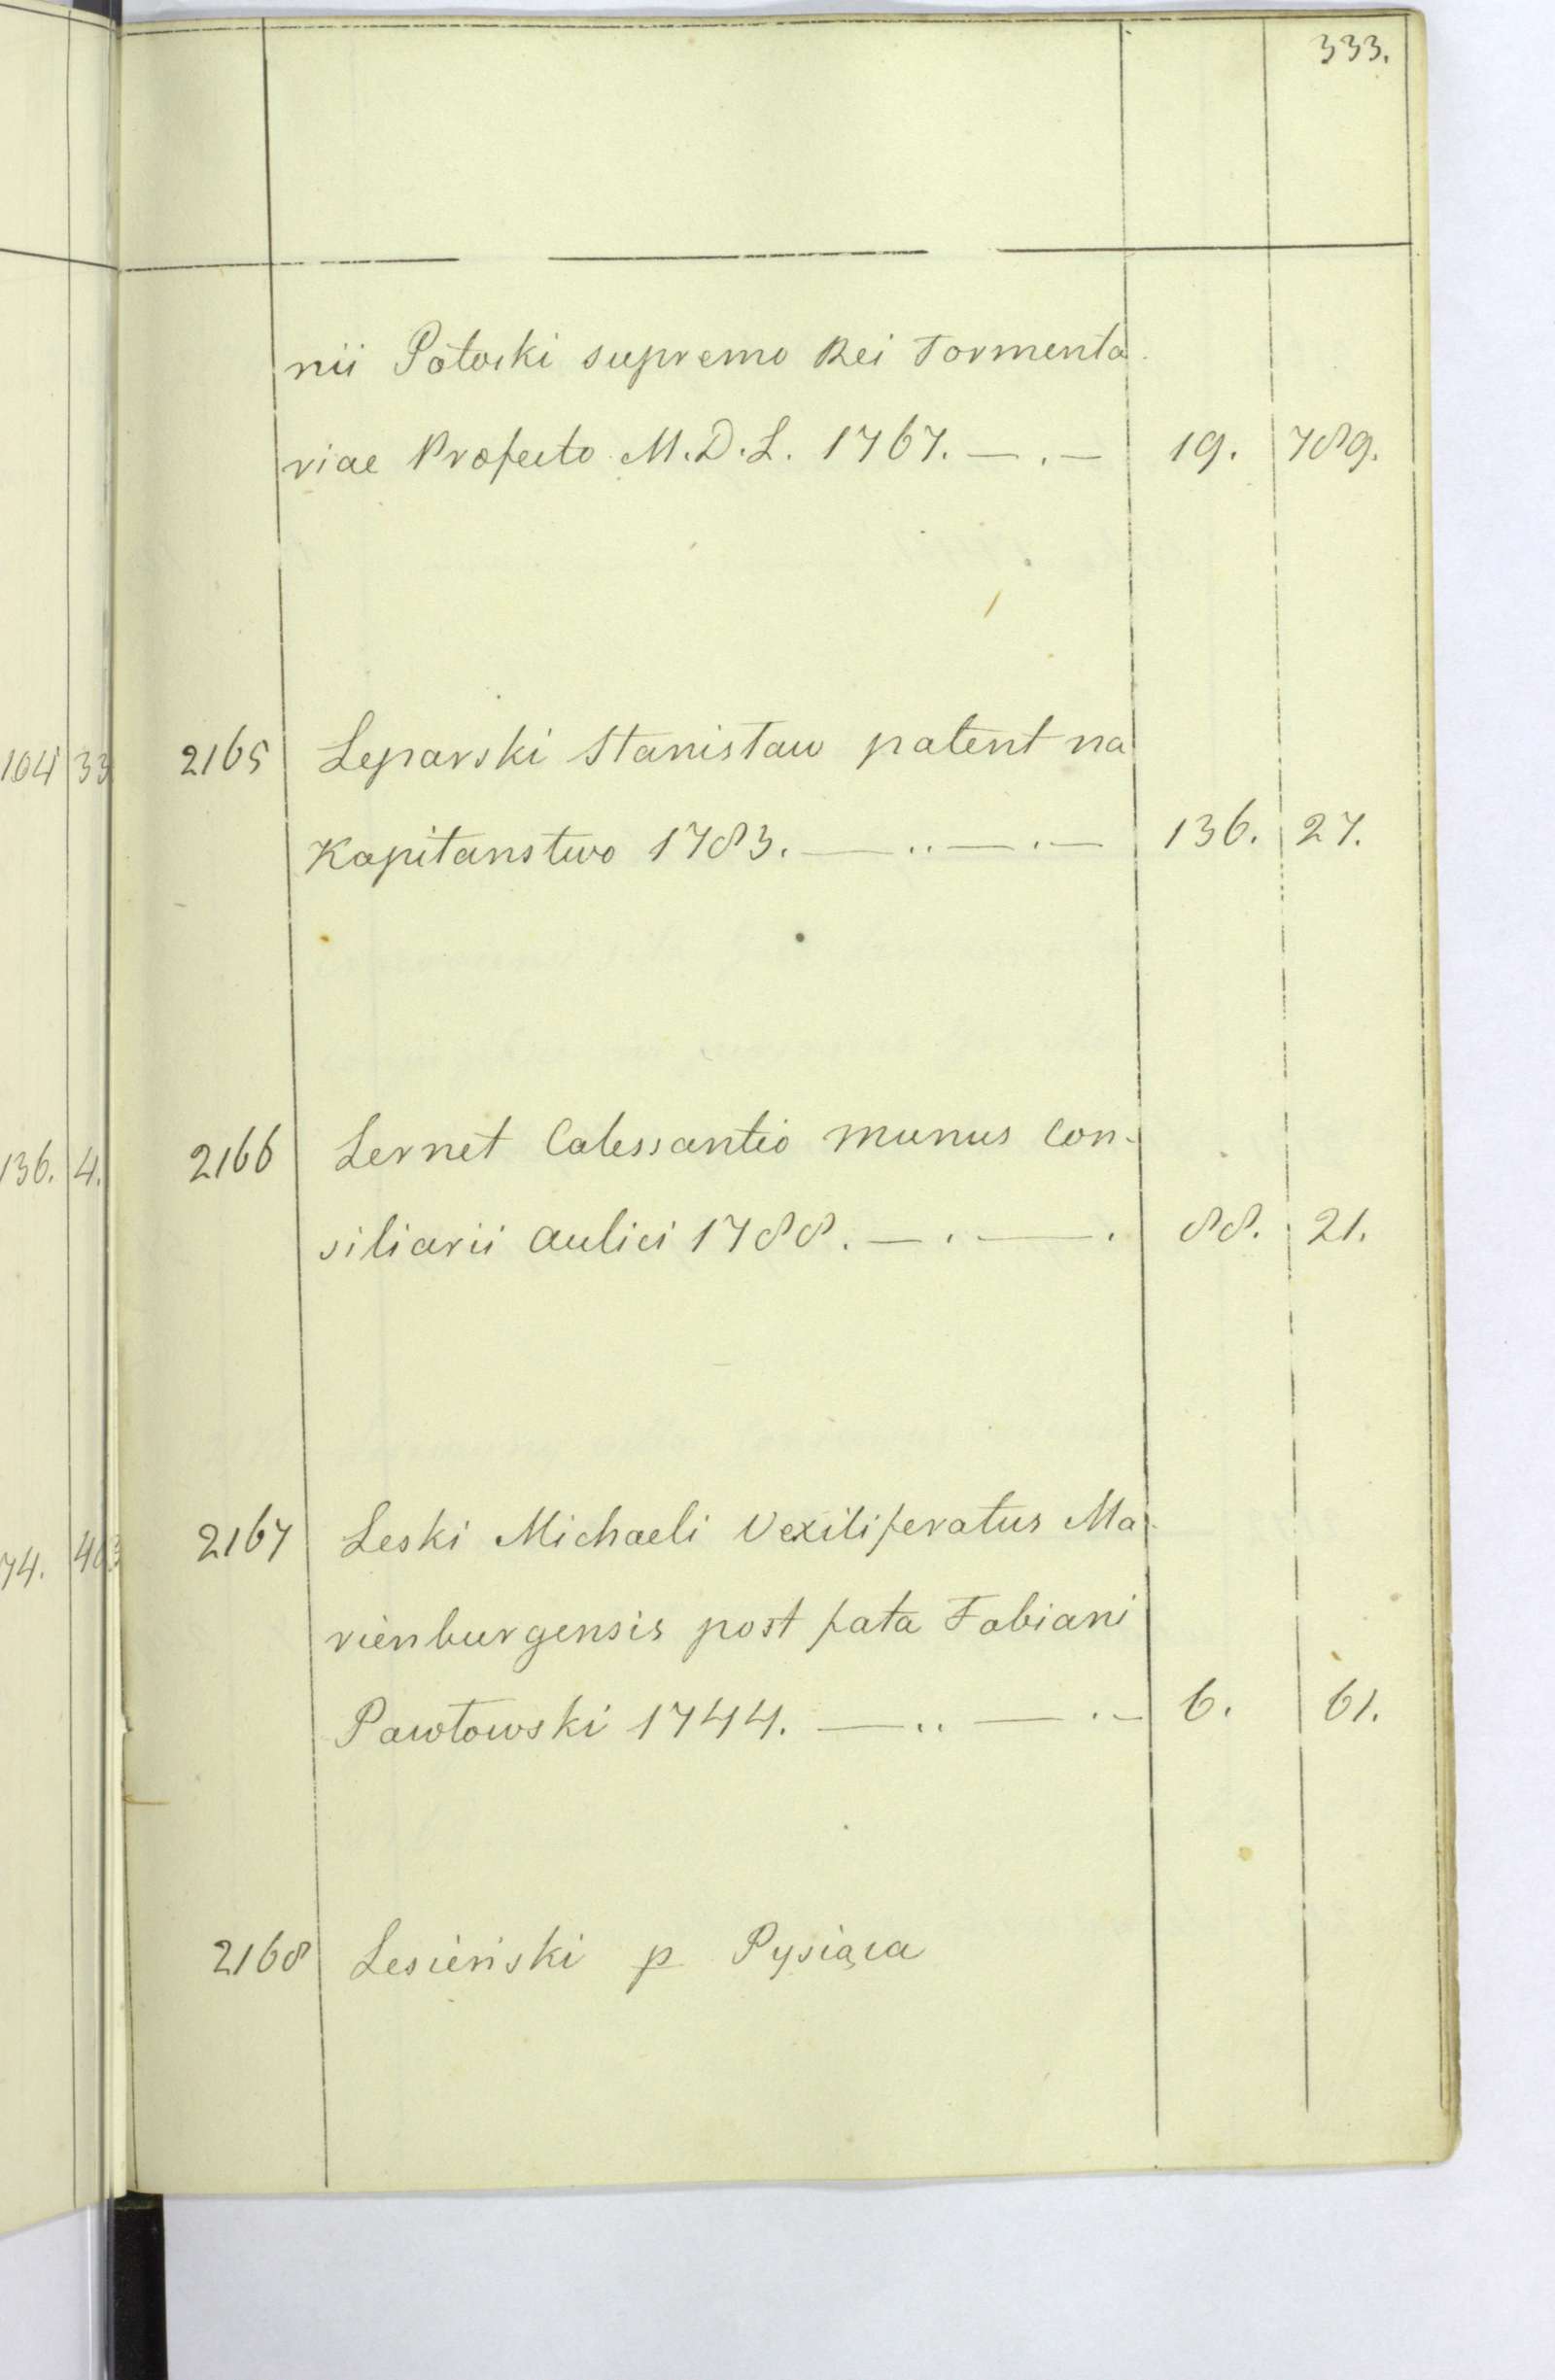 333.
nii Potocki supremo Rei Tormenta-
riae Profecto M.D.L. 1767. — . — 19. 789.
104 33 2165 Leparski Stanisław patent na
Kapitanstwo 1783. — .. — . — 136. 27.
136. 4. 2166 Lernet Calessantio munus Con-
siliarii aulici 1788. — . — . 88. 21.
74. 2167 Leski Michaeli Vexiliferatus Ma-
rienburgensis post fata Fabiani
Pawłowski 1744. — .. — . — 6. 61.
2168 Lesieński p Pysiąca